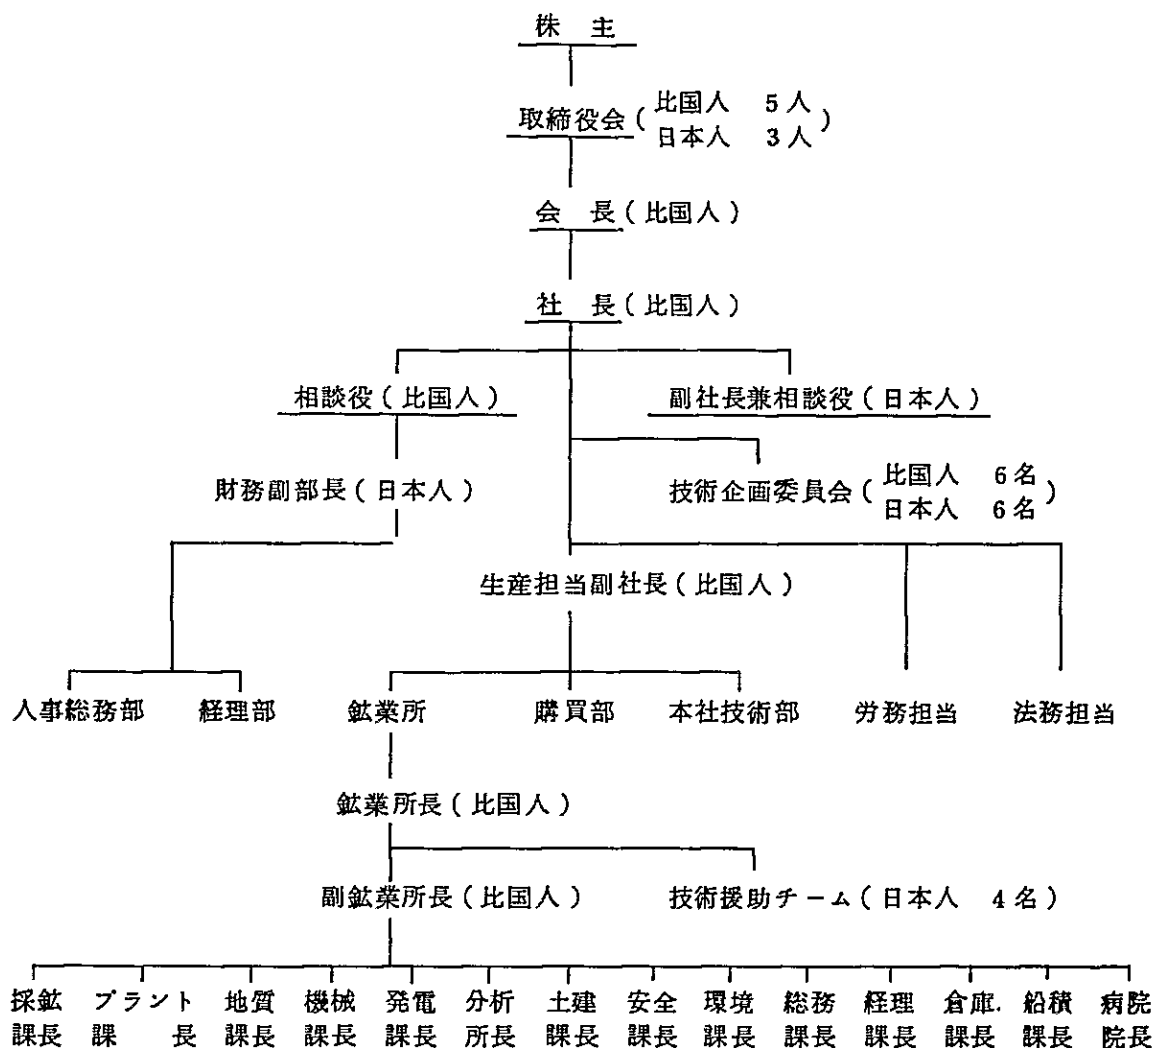 株 主
取締役会 ( 比国人 5人
日本人 3人 )
会 長 ( 比国人 )
社 長 ( 比国人 )
相談役 ( 比国人 ) 副社長兼相談役 ( 日本人 )
財務副部長 ( 日本人 ) 技術企画委員会 ( 比国人 6名
日本人 6名 )
生産担当副社長 ( 比国人 )
人事総務部 経理部 鉱業所 購買部 本社技術部 労務担当 法務担当
鉱業所長 ( 比国人 )
副鉱業所長 ( 比国人 ) 技術援助チーム ( 日本人 4名 )
採鉱 プラント 地質 機械 発電 分析 土建 安全 環境 総務 経理 倉庫. 船積 病院
課長 課 長 課長 課長 課長 所長 課長 課長 課長 課長 課長 課長 課長 院長